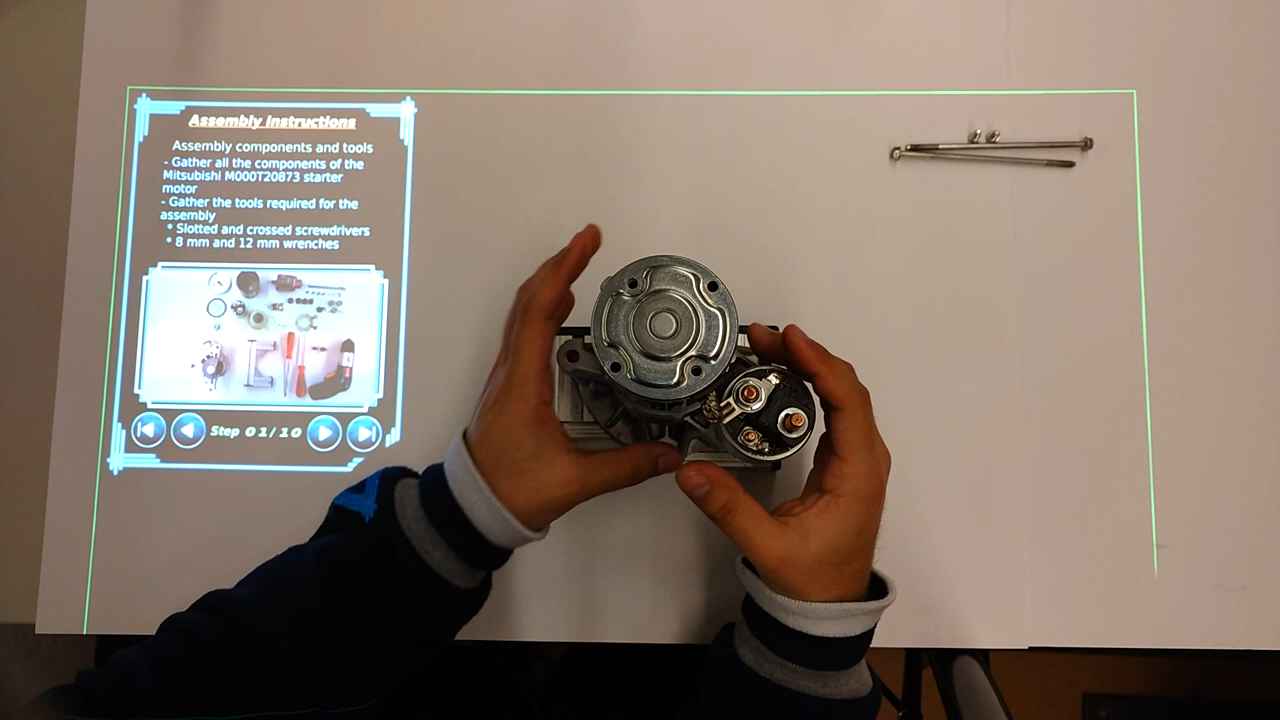 Assembly Instructions
Assembly components and tools
- Gather all the components of the
Mitsubishi M000T20873 starter
motor
- Gather the tools required for the
assembly
* Slotted and crossed screwdrivers
* 8 mm and 12 mm wrenches
Step 01/10